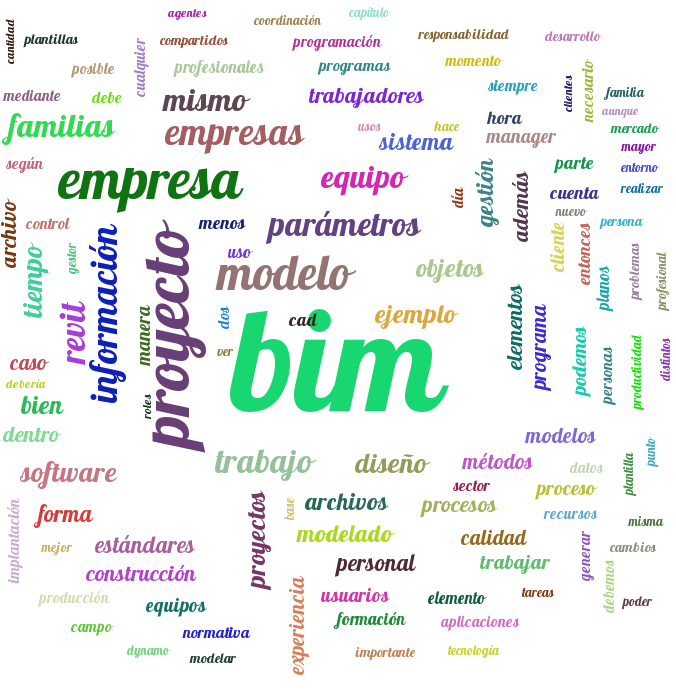 agentes
capítulo
coordinación
cantidad
plantillas
compartidos
programación
responsabilidad
desarrollo
cualquier
posible
profesionales
programas
momento
siempre
clientes
necesario
mediante
debe
mismo
trabajadores
familia
aunque
familias
empresas
usos
hace
sistema
hora
manager
mercado
mayor
según
empresa
equipo
día
gestión
además
parte
entorno
cuenta
realizar
archivo
control
menos
parámetros
nuevo
persona
cliente
entonces
tiempo
gestor
información
proyecto
uso
modelo
objetos
planos
problemas
profesional
revit
manera
dos
cad
bim
ejemplo
elementos
programa
podemos
personas
productividad
distintos
caso
ver
debería
roles
bien
dentro
trabajo
diseño
métodos
modelos
datos
punto
software
sector
proceso
plantilla
forma
implantación
proyectos
base
archivos
procesos
recursos
misma
mejor
estándares
modelado
calidad
generar
cambios
construcción
personal
trabajar
producción
equipos
experiencia
usuarios
elemento
tareas
debemos
poder
campo
normativa
formación
aplicaciones
dynamo
modelar
importante
tecnología